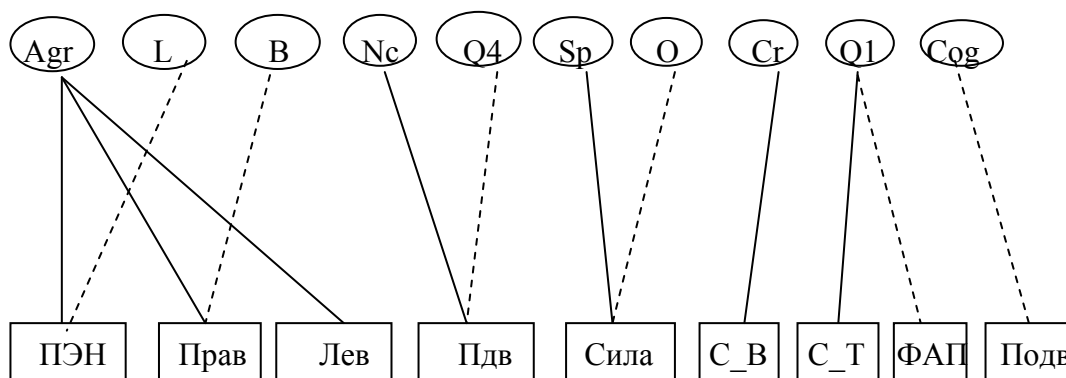 Agr L B Nc Q4 Sp O Cr Q1 Cog
ПЭН Прав Лев Пдв Сила С_В С_Т ФАП Подв